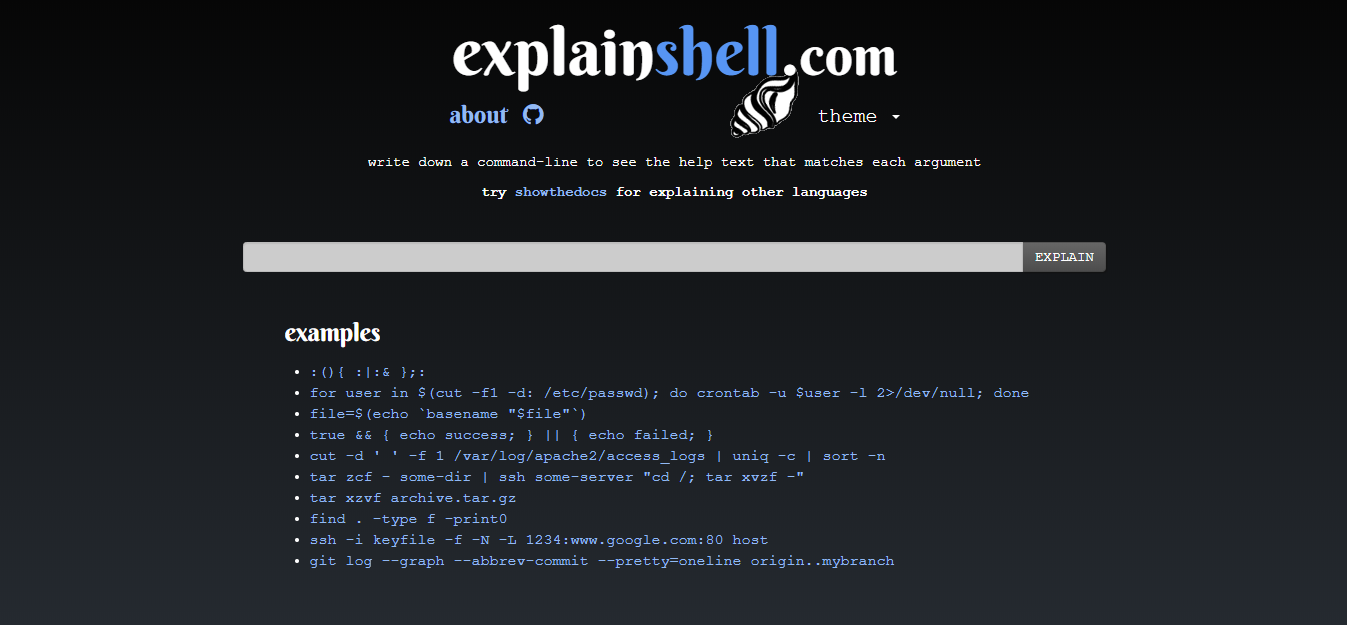 explainshell.com
about
theme
write down a command-line to see the help text that matches each argument
try showthedocs for explaining other languages
EXPLAIN
examples
:(){ :|:& };:
for user in $(cut -f1 -d: /etc/passwd); do crontab -u $user -l 2>/dev/null; done
file=$(echo `basename "$file"`)
true && { echo success; } || { echo failed; }
cut -d ' ' -f 1 /var/log/apache2/access_logs | uniq -c | sort -n
tar zcf - some-dir | ssh some-server "cd /; tar xvzf -"
tar xzvf archive.tar.gz
find . -type f -print0
ssh -i keyfile -f -N -L 1234:www.google.com:80 host
git log --graph --abbrev-commit --pretty=oneline origin..mybranch